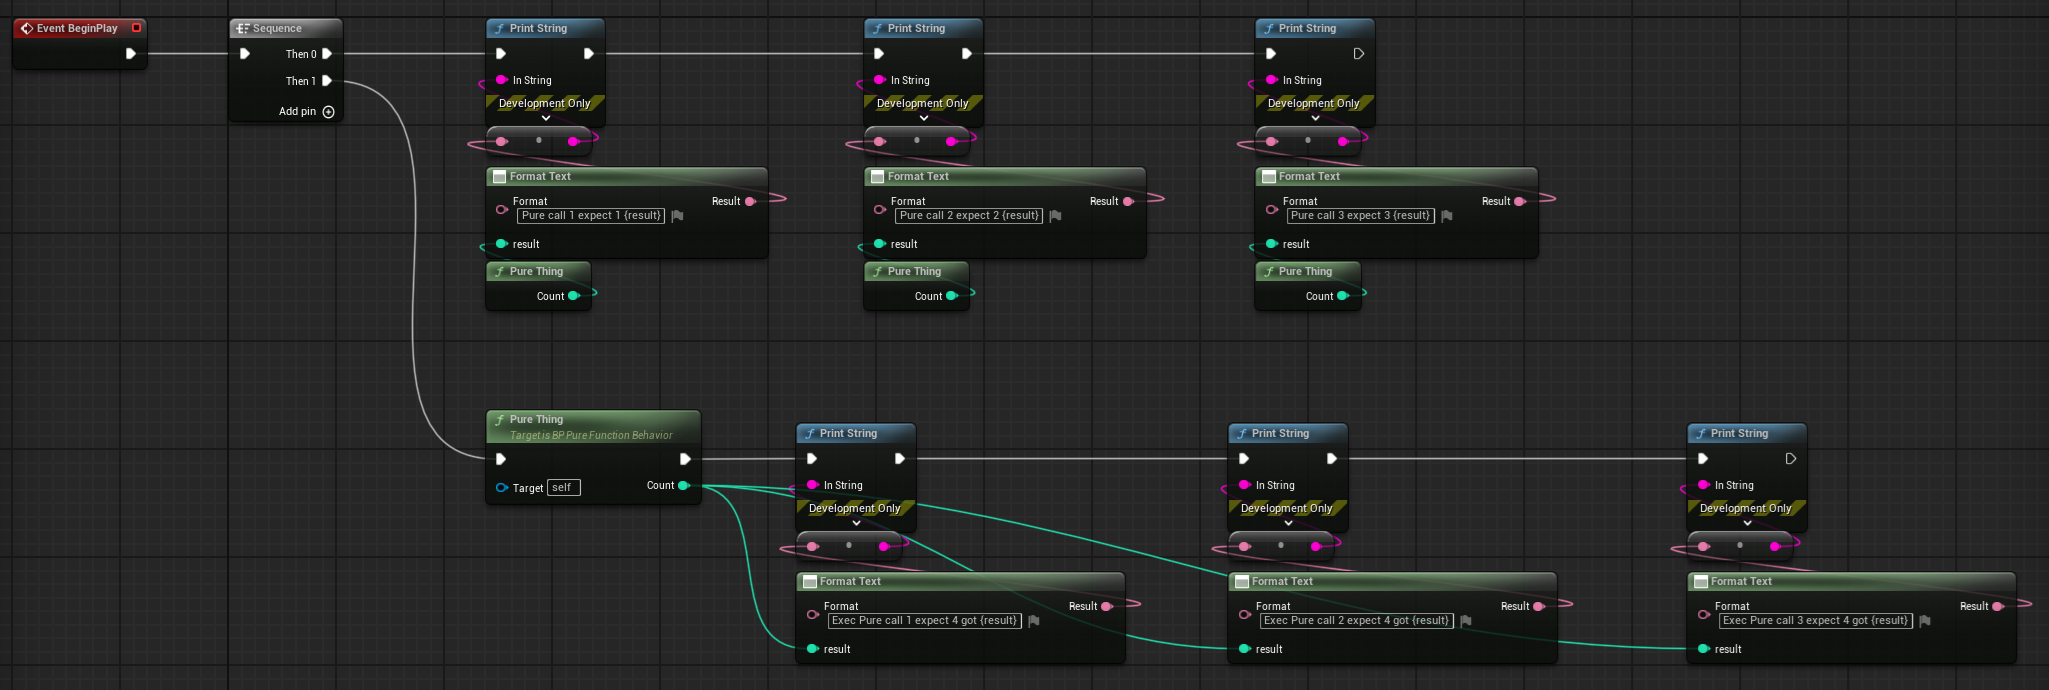 Event BeginPlay
Sequence
Then 0
Then 1
Add pin
Print String
In String
Development Only
Format Text
Format
Result
Pure call 1 expect 1 {result}
result
Pure Thing
Count
Print String
In String
Development Only
Format Text
Format
Result
Pure call 2 expect 2 {result}
result
Pure Thing
Count
Print String
In String
Development Only
Format Text
Format
Result
Pure call 3 expect 3 {result}
result
Pure Thing
Count
Pure Thing
Target is BP Pure Function Behavior
Target self
Count
Print String
In String
Development Only
Format Text
Format
Result
Exec Pure call 1 expect 4 got {result}
result
Print String
In String
Development Only
Format Text
Format
Result
Exec Pure call 2 expect 4 got {result}
result
Print String
In String
Development Only
Format Text
Format
Result
Exec Pure call 3 expect 4 got {result}
result